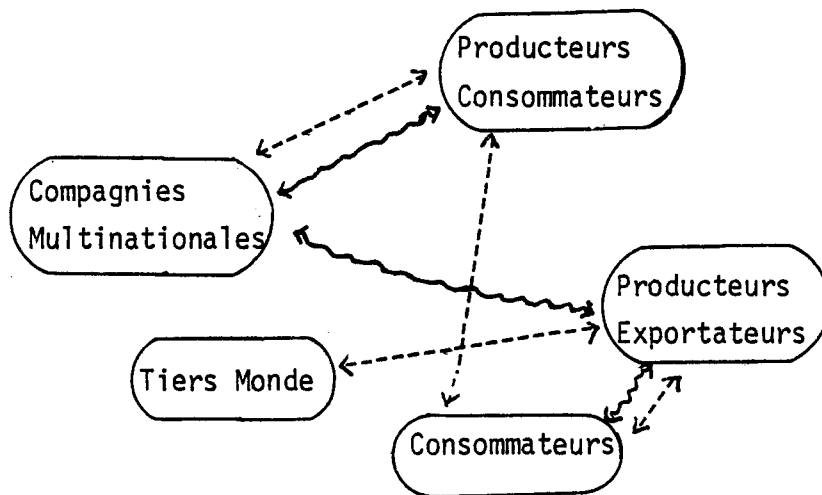 Producteurs
Consommateurs
Compagnies
Multinationales
Producteurs
Exportateurs
Tiers Monde
Consommateurs